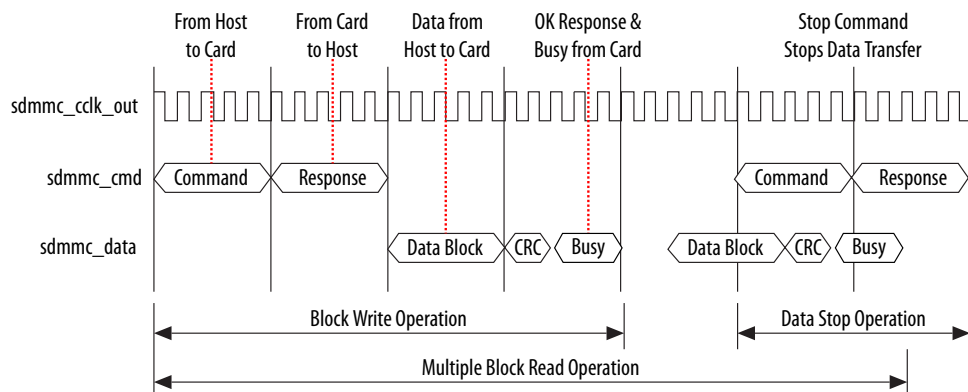 From Host
to Card
From Card
to Host
Data from
Host to Card
OK Response &
Busy from Card
Stop Command
Stops Data Transfer
sdmmc_cclk_out
sdmmc_cmd
Command
Response
Command
Response
sdmmc_data
Data Block
CRC
Busy
Data Block
CRC
Busy
Block Write Operation
Data Stop Operation
Multiple Block Read Operation